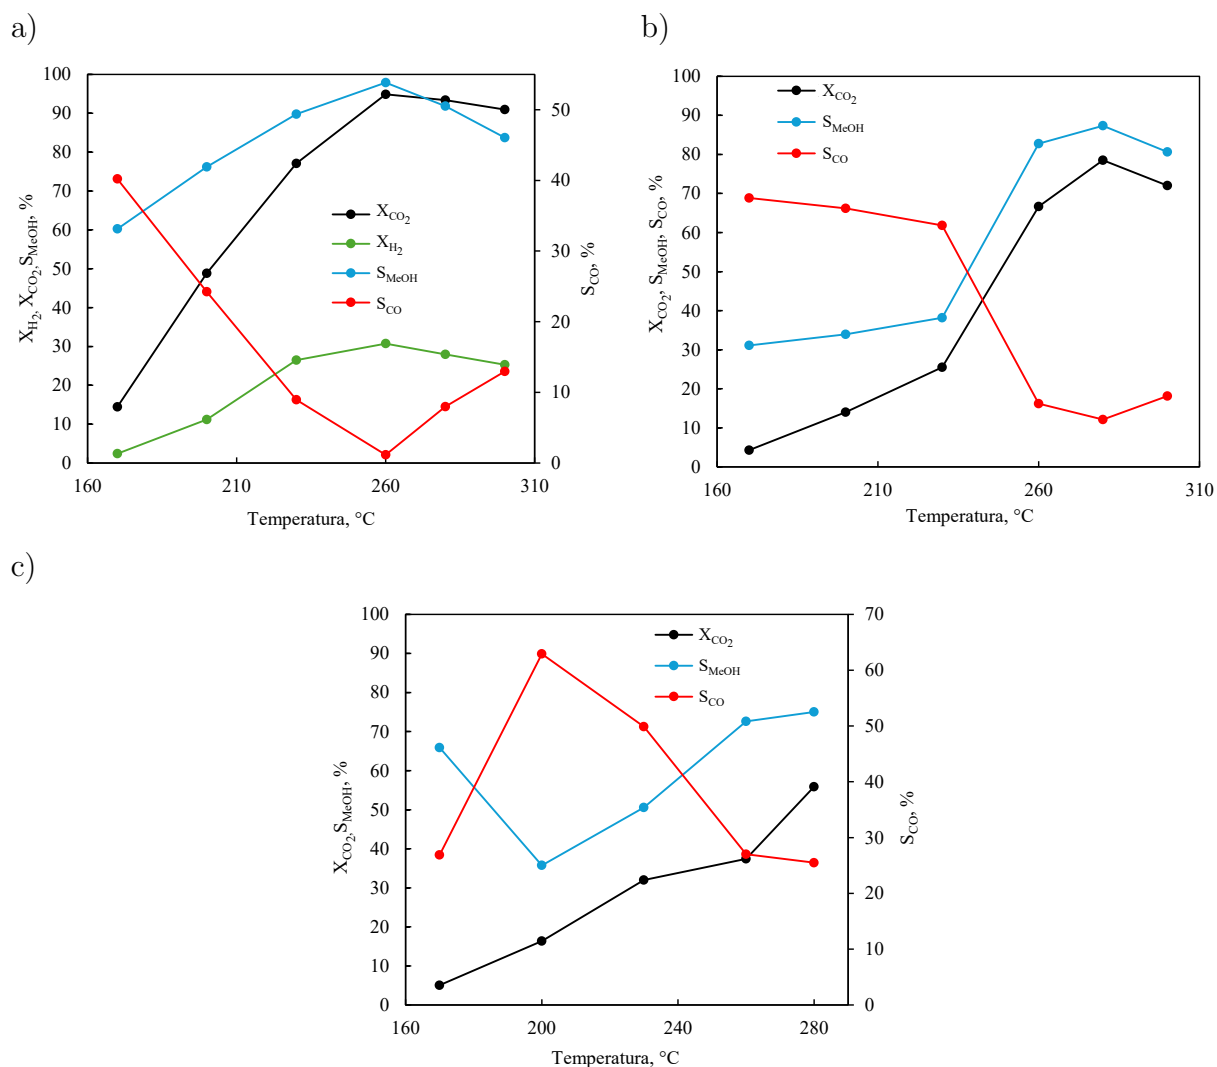 a)
100
90
80
70
60
50
40
30
20
10
0
X_H2, X_CO2,S_MeOH, %
50
40
30
20
10
0
S_CO, %
X_CO2
X_H2
S_MeOH
S_CO
160 210 260 310
Temperatura, °C
b)
100
90
80
70
60
50
40
30
20
10
0
X_CO2, S_MeOH, S_CO, %
X_CO2
S_MeOH
S_CO
160 210 260 310
Temperatura, °C
c)
100
90
80
70
60
50
40
30
20
10
0
X_CO2,S_MeOH, %
70
60
50
40
30
20
10
0
S_CO, %
X_CO2
S_MeOH
S_CO
160 200 240 280
Temperatura, °C